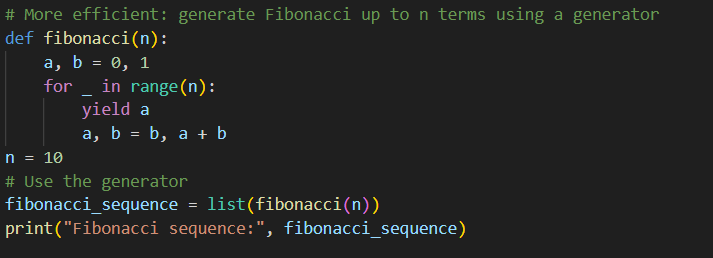 # More efficient: generate Fibonacci up to n terms using a generator
def fibonacci(n):
    a, b = 0, 1
    for _ in range(n):
        yield a
        a, b = b, a + b
n = 10
# Use the generator
fibonacci_sequence = list(fibonacci(n))
print("Fibonacci sequence:", fibonacci_sequence)